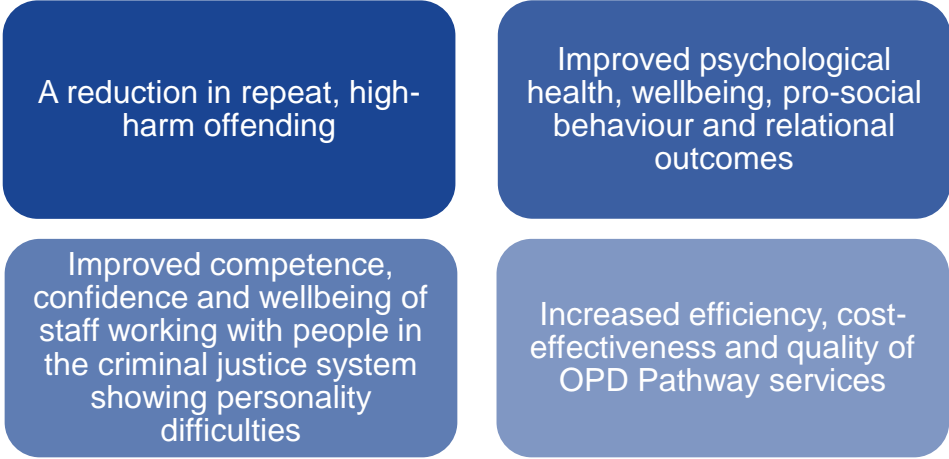 A reduction in repeat, high-
harm offending
Improved psychological
health, wellbeing, pro-social
behaviour and relational
outcomes
Improved competence,
confidence and wellbeing of
staff working with people in
the criminal justice system
showing personality
difficulties
Increased efficiency, cost-
effectiveness and quality of
OPD Pathway services